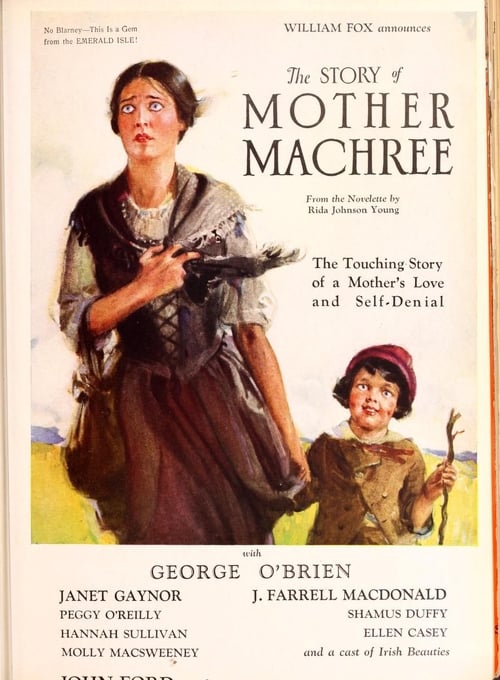 No Blarney—This Is a Gem
from the EMERALD ISLE!
WILLIAM FOX announces
The STORY of
MOTHER
MACHREE
From the Novelette by
Rida Johnson Young
The Touching Story
of a Mother's Love
and Self-Denial
with
GEORGE O'BRIEN
JANET GAYNOR
J. FARRELL MACDONALD
PEGGY O'REILLY
SHAMUS DUFFY
HANNAH SULLIVAN
ELLEN CASEY
MOLLY MACSWEENEY
and a cast of Irish Beauties
JOHN FORD